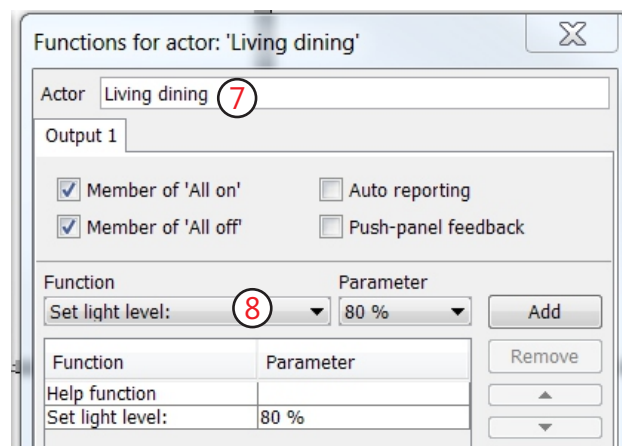 Functions for actor: 'Living dining'
Actor Living dining 7
Output 1
Member of 'All on' Auto reporting
Member of 'All off' Push-panel feedback
Function Parameter
Set light level: 8 80 % Add
Function Parameter Remove
Help function
Set light level: 80 %